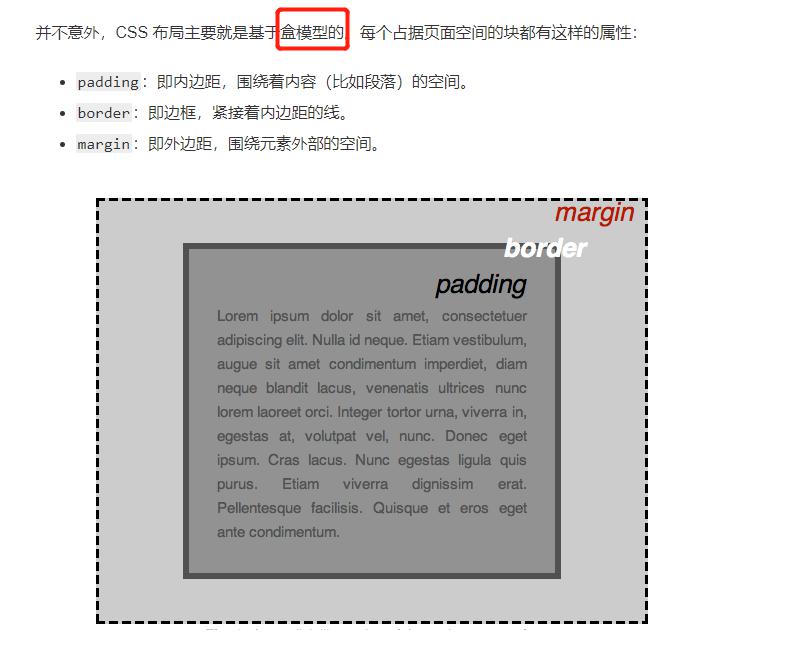 并不意外，CSS 布局主要就是基于盒模型的。每个占据页面空间的块都有这样的属性：
padding：即内边距，围绕着内容（比如段落）的空间。
border：即边框，紧接着内边距的线。
margin：即外边距，围绕元素外部的空间。
margin
border
padding
Lorem ipsum dolor sit amet, consectetuer
adipiscing elit. Nulla id neque. Etiam vestibulum,
augue sit amet condimentum imperdiet, diam
neque blandit lacus, venenatis ultrices nunc
lorem laoreet orci. Integer tortor urna, viverra in,
egestas at, volutpat vel, nunc. Donec eget
ipsum. Cras lacus. Nunc egestas ligula quis
purus. Etiam viverra dignissim erat.
Pellentesque facilisis. Quisque et eros eget
ante condimentum.